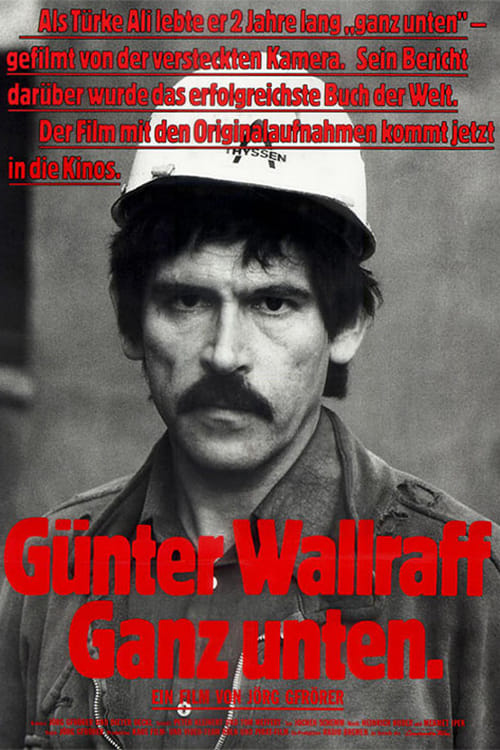 Als Türke Ali lebte er 2 Jahre lang „ganz unten” –
gefilmt von der versteckten Kamera. Sein Bericht
darüber wurde das erfolgreichste Buch der Welt.
Der Film mit den Originalaufnahmen kommt jetzt
in die Kinos.
THYSSEN
Günter Wallraff
Ganz unten.
EIN FILM VON JÖRG GFRÖRER